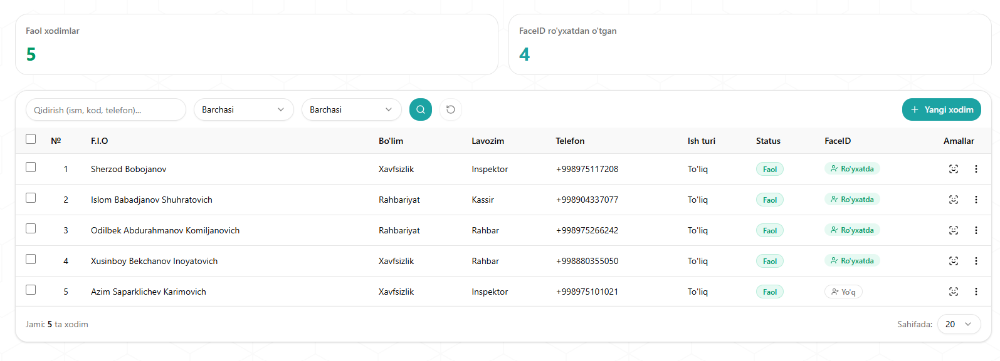 Faol xodimlar
5
FaceID ro'yxatdan o'tgan
4
Qidirish (ism, kod, telefon)... Barchasi Barchasi Yangi xodim
№ F.I.O Bo'lim Lavozim Telefon Ish turi Status FaceID Amallar
1 Sherzod Bobojanov Xavfsizlik Inspektor +998975117208 To'liq Faol Ro'yxatda
2 Islom Babadjanov Shuhratovich Rahbariyat Kassir +998904337077 To'liq Faol Ro'yxatda
3 Odilbek Abdurahmanov Komiljanovich Rahbariyat Rahbar +998975266242 To'liq Faol Ro'yxatda
4 Xusinboy Bekchanov Inoyatovich Xavfsizlik Rahbar +998880355050 To'liq Faol Ro'yxatda
5 Azim Saparklichev Karimovich Xavfsizlik Inspektor +998975101021 To'liq Faol Yo'q
Jami: 5 ta xodim Sahifada: 20